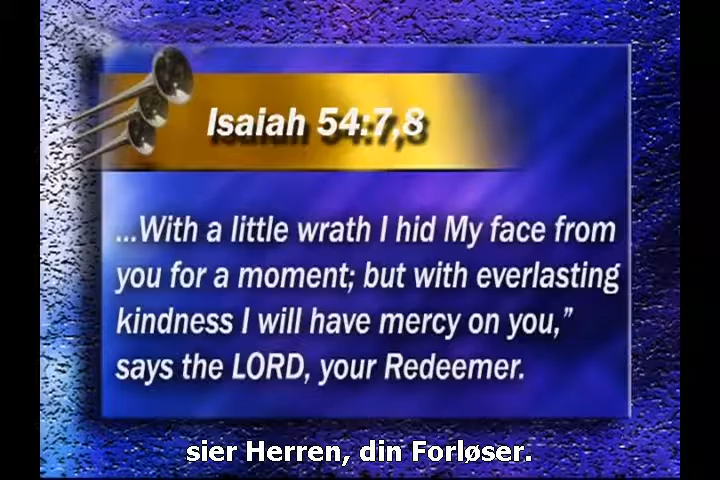 Isaiah 54:7,8
...With a little wrath I hid My face from
you for a moment; but with everlasting
kindness I will have mercy on you,”
says the LORD, your Redeemer.
sier Herren, din Forløser.